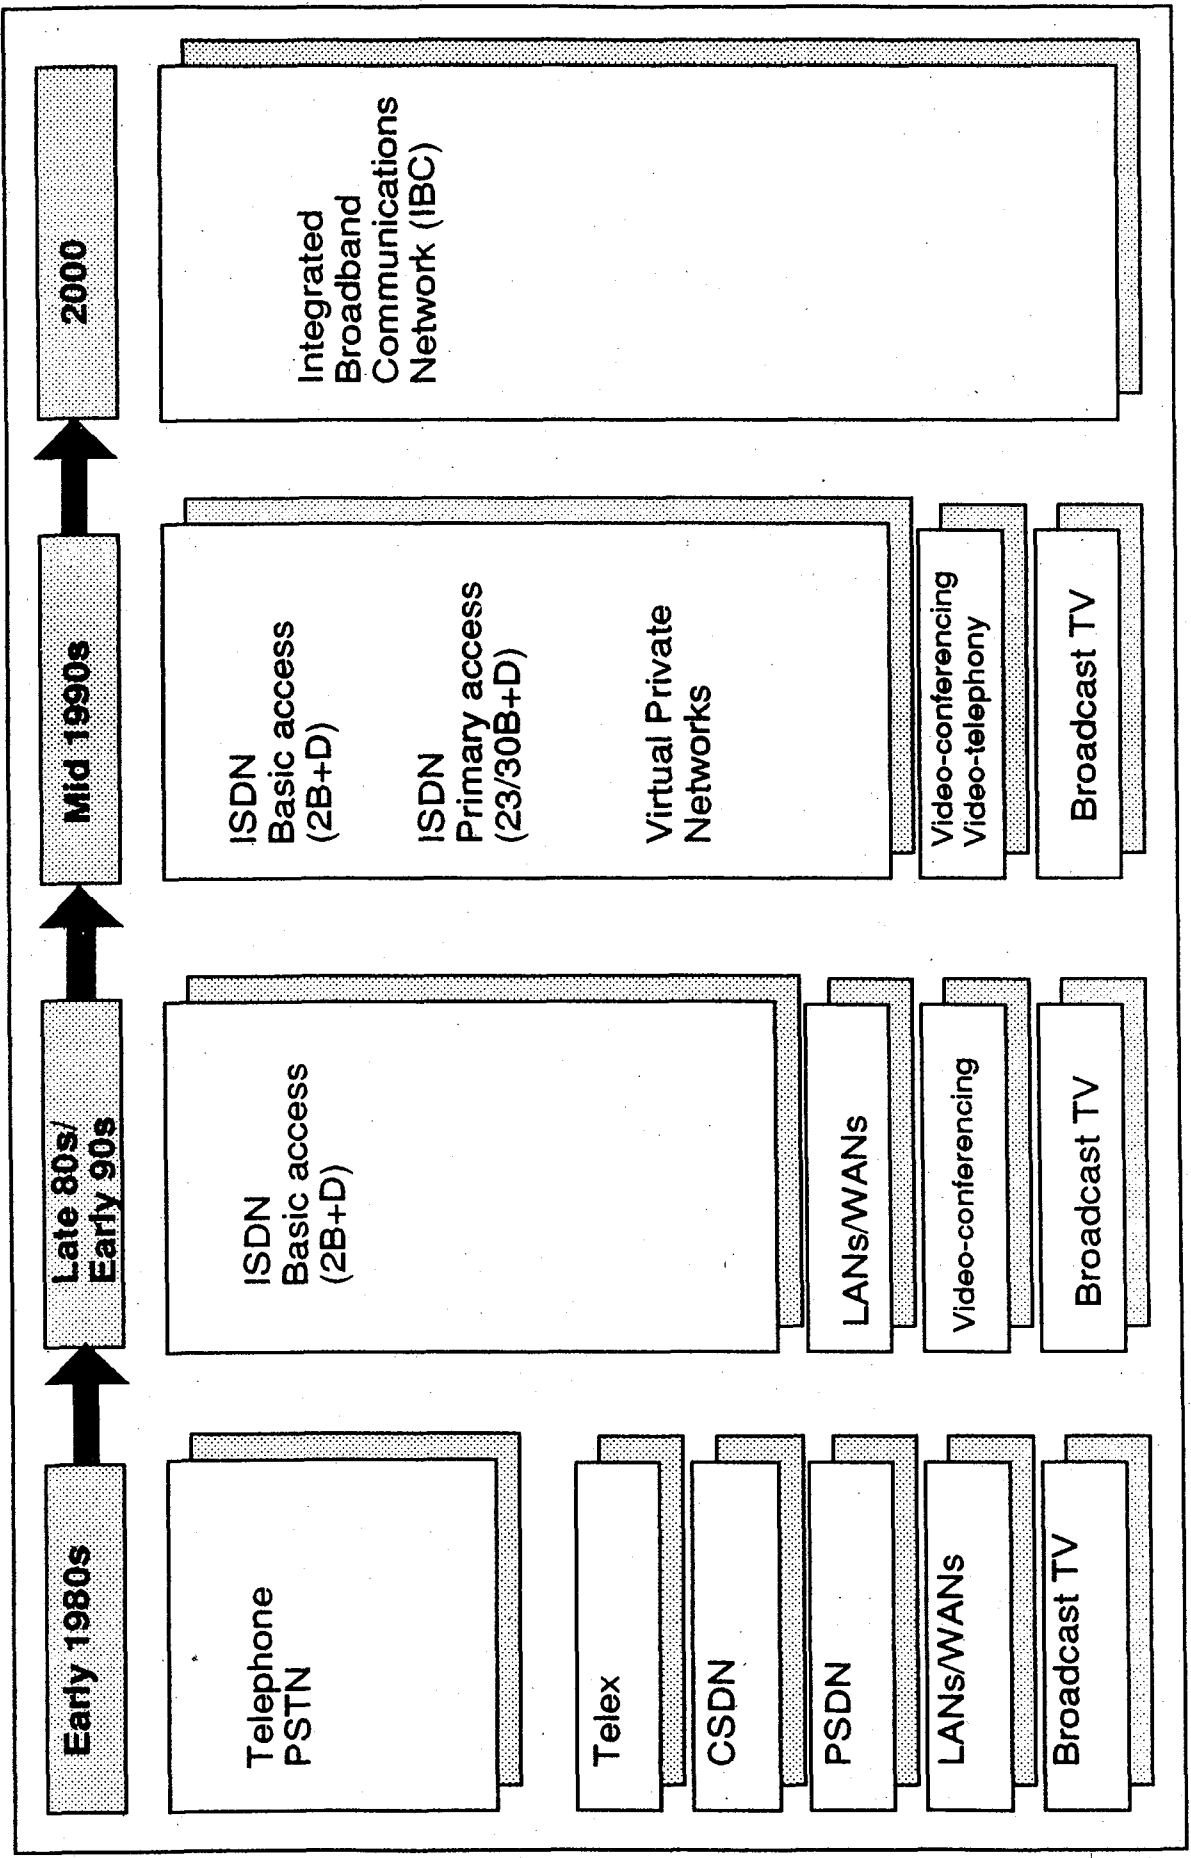 Early 1980s
Late 80s/
Early 90s
Mid 1990s
2000
Telephone
PSTN
Telex
CSDN
PSDN
LANs/WANs
Broadcast TV
ISDN
Basic access
(2B+D)
LANs/WANs
Video-conferencing
Broadcast TV
ISDN
Basic access
(2B+D)
ISDN
Primary access
(23/30B+D)
Virtual Private
Networks
Video-conferencing
Video-telephony
Broadcast TV
Integrated
Broadband
Communications
Network (IBC)